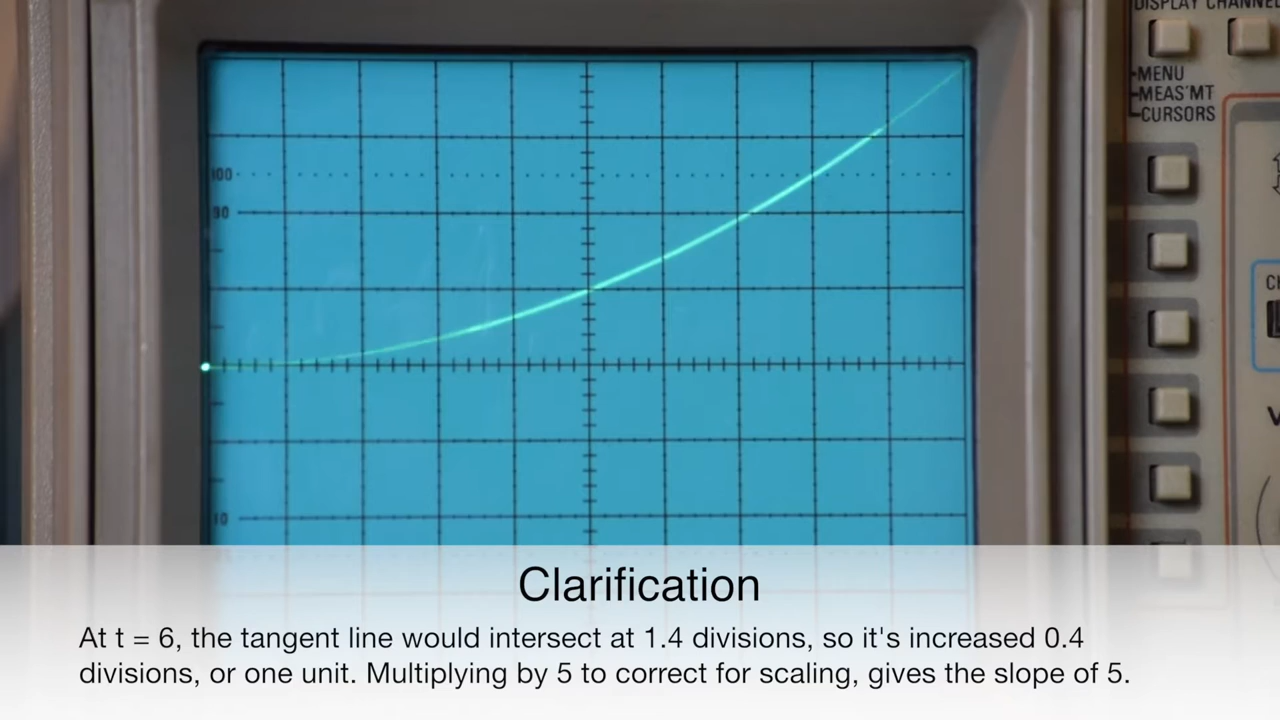 DISPLAY CHANNEL
MENU
MEAS'MT
CURSORS
100
90
10
Clarification
At t = 6, the tangent line would intersect at 1.4 divisions, so it's increased 0.4
divisions, or one unit. Multiplying by 5 to correct for scaling, gives the slope of 5.